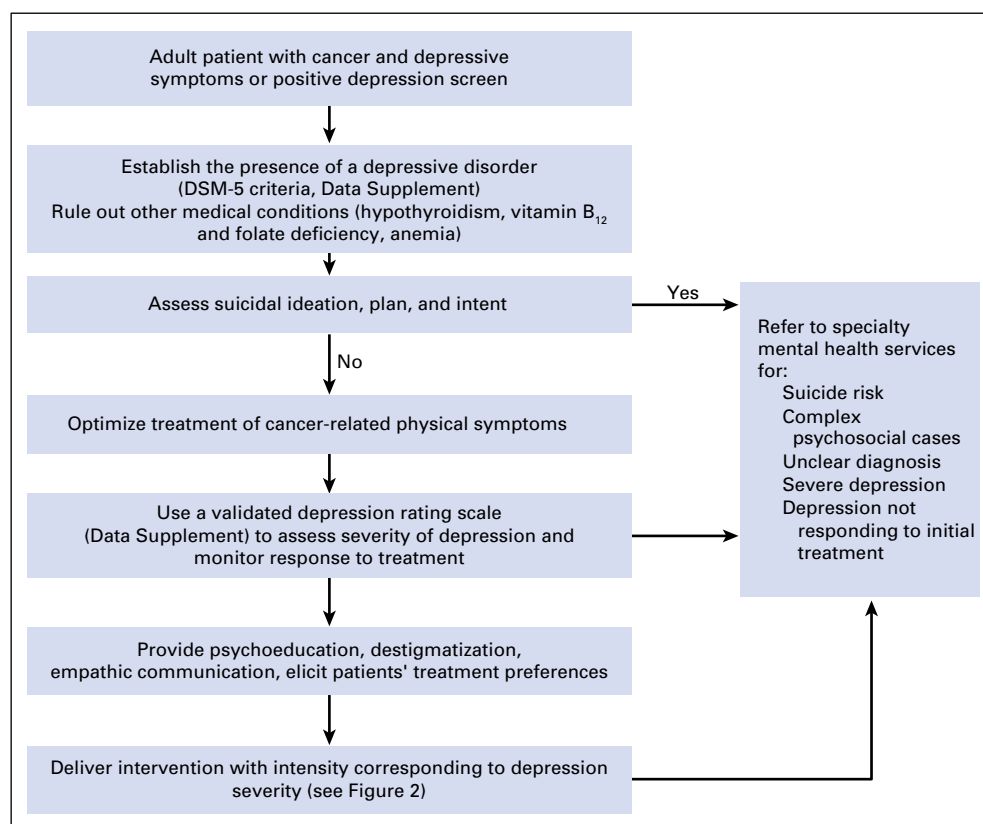 Adult patient with cancer and depressive
symptoms or positive depression screen
Establish the presence of a depressive disorder
(DSM-5 criteria, Data Supplement)
Rule out other medical conditions (hypothyroidism, vitamin B12
and folate deficiency, anemia)
Assess suicidal ideation, plan, and intent
Yes
No
Refer to specialty
mental health services
for:
Suicide risk
Complex
psychosocial cases
Unclear diagnosis
Severe depression
Depression not
responding to initial
treatment
Optimize treatment of cancer-related physical symptoms
Use a validated depression rating scale
(Data Supplement) to assess severity of depression and
monitor response to treatment
Provide psychoeducation, destigmatization,
empathic communication, elicit patients' treatment preferences
Deliver intervention with intensity corresponding to depression
severity (see Figure 2)